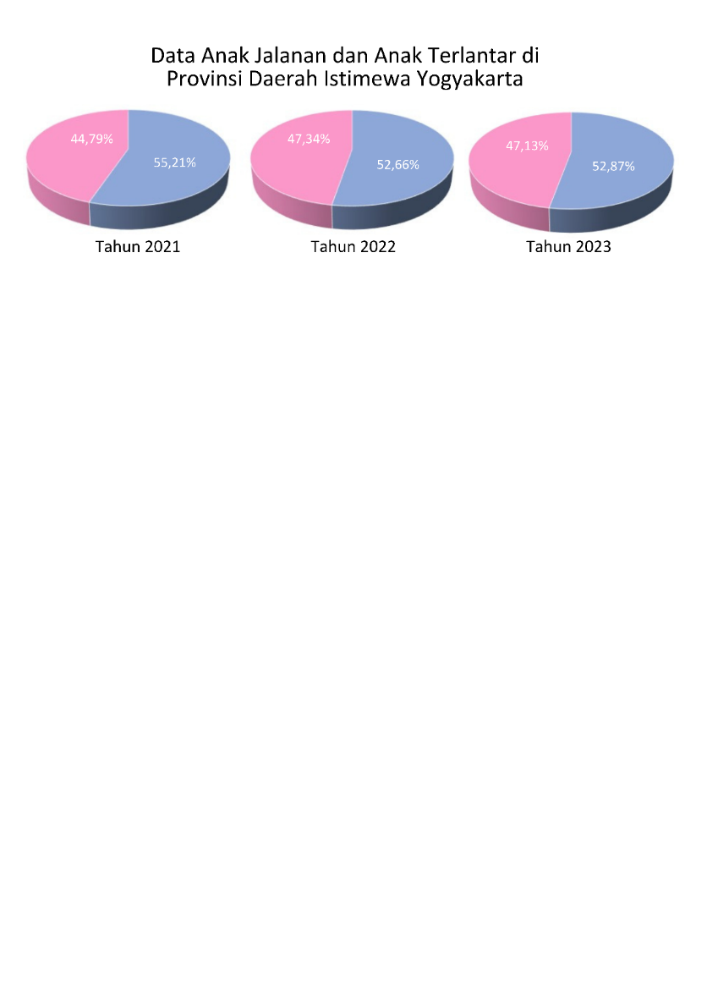 Data Anak Jalanan dan Anak Terlantar di
Provinsi Daerah Istimewa Yogyakarta
44,79%
55,21%
47,34%
52,66%
47,13%
52,87%
Tahun 2021
Tahun 2022
Tahun 2023